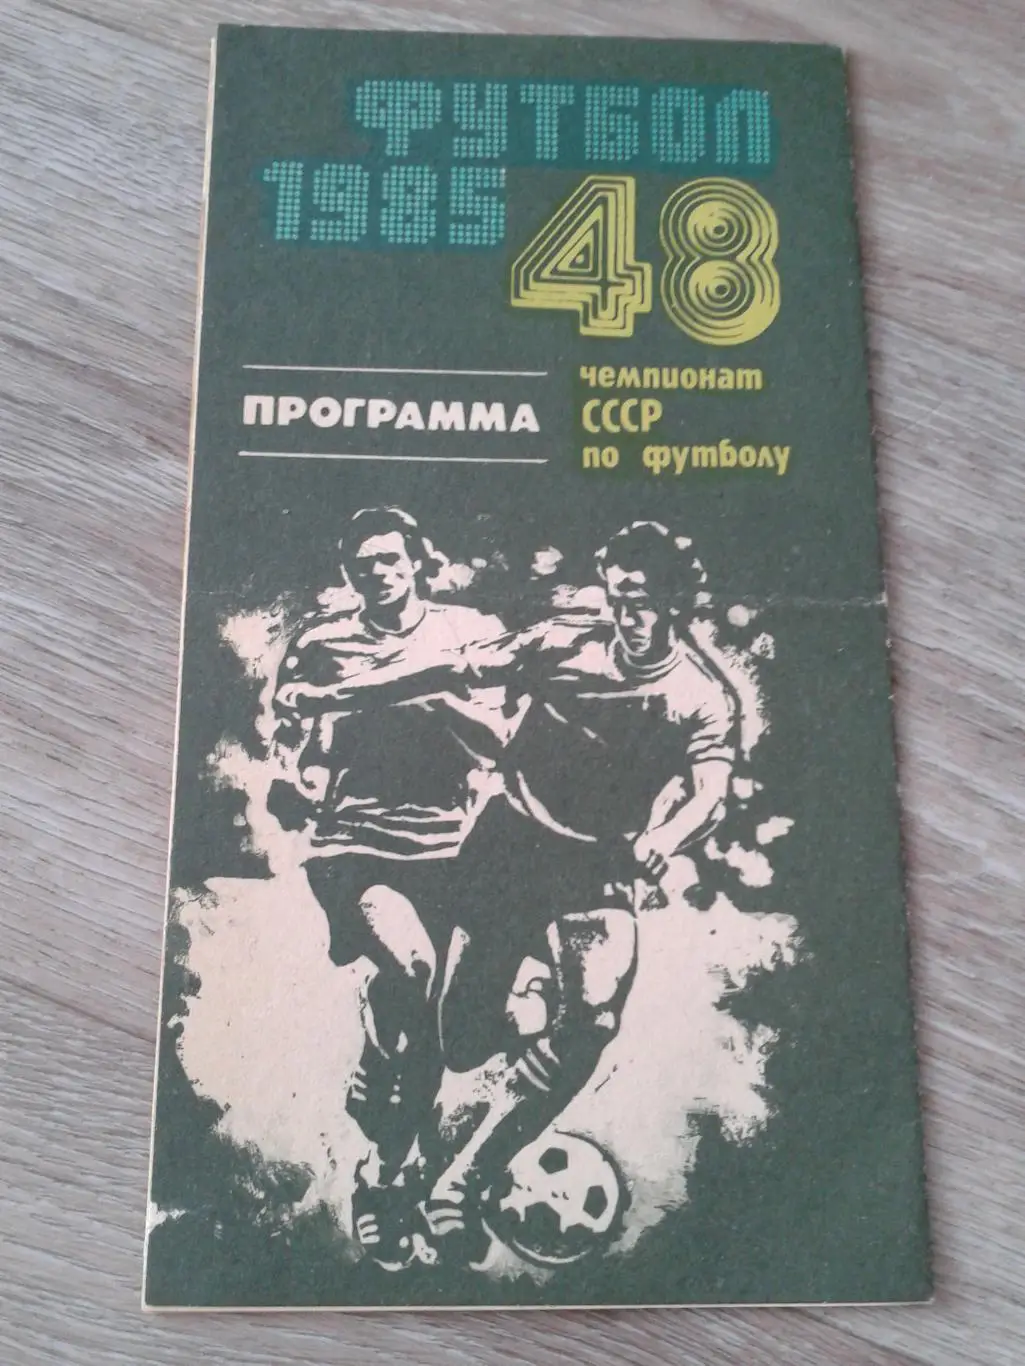 ФУТБОЛ
1985
48
ПРОГРАММА
чемпионат
СССР
по футболу